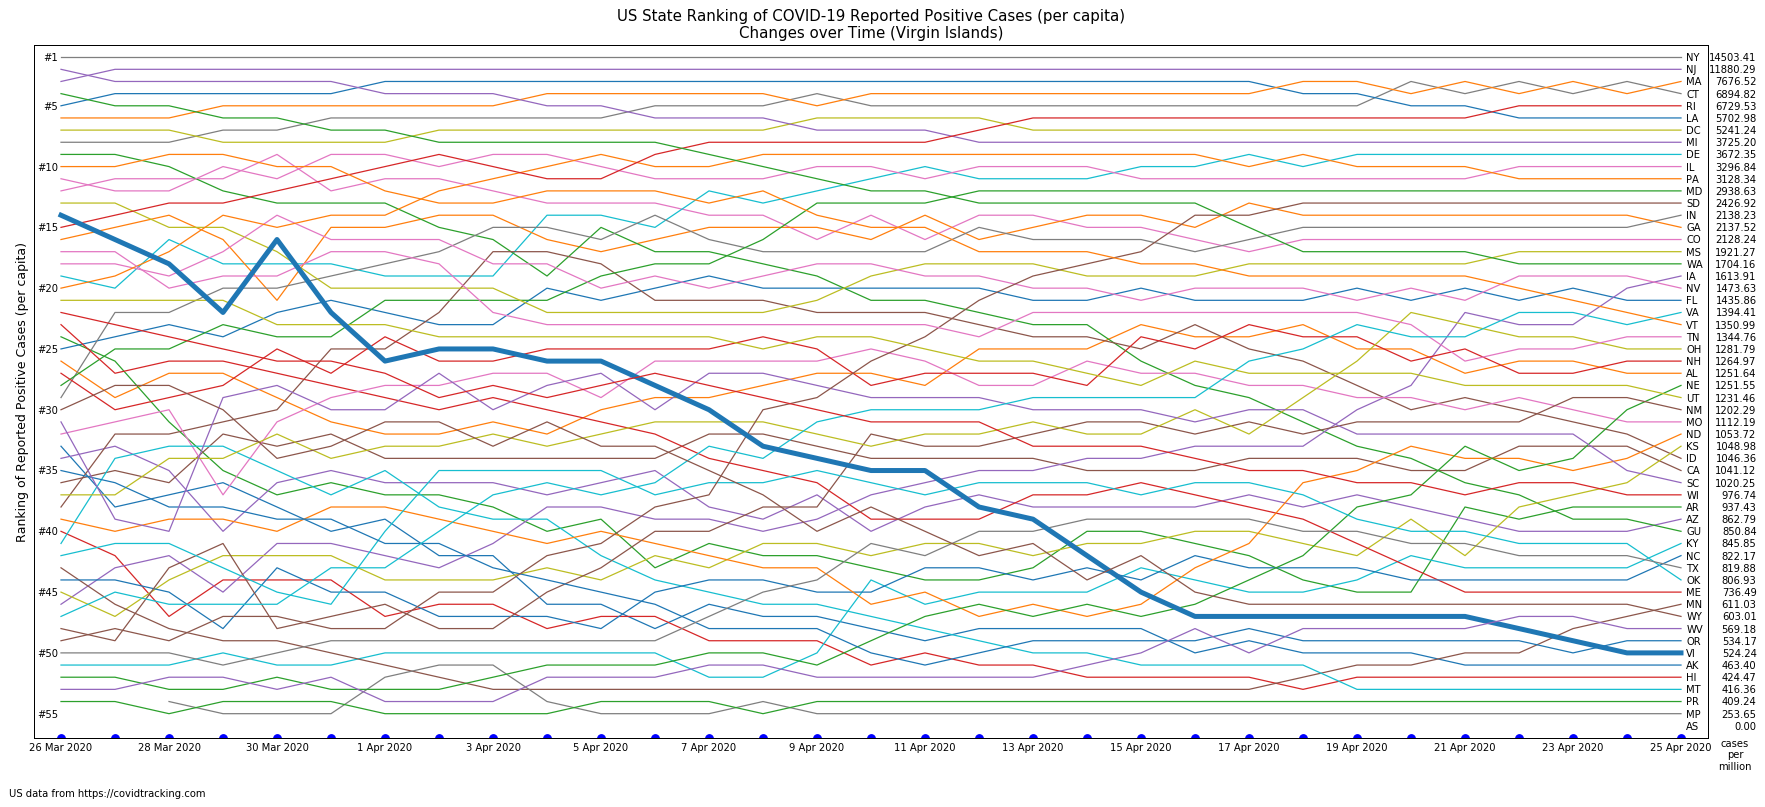 US State Ranking of COVID-19 Reported Positive Cases (per capita)
Changes over Time (Virgin Islands)
Ranking of Reported Positive Cases (per capita)
#1
#5
#10
#15
#20
#25
#30
#35
#40
#45
#50
#55
NY 14503.41
NJ 11880.29
MA 7676.52
CT 6894.82
RI 6729.53
LA 5702.98
DC 5241.24
MI 3725.20
DE 3672.35
IL 3296.84
PA 3128.34
MD 2938.63
SD 2426.92
IN 2138.23
GA 2137.52
CO 2128.24
MS 1921.27
WA 1704.16
IA 1613.91
NV 1473.63
FL 1435.86
VA 1394.41
VT 1350.99
TN 1344.76
OH 1281.79
NH 1264.97
AL 1251.64
NE 1251.55
UT 1231.46
NM 1202.29
MO 1112.19
ND 1053.72
KS 1048.98
ID 1046.36
CA 1041.12
SC 1020.25
WI 976.74
AR 937.43
AZ 862.79
GU 850.84
KY 845.85
NC 822.17
TX 819.88
OK 806.93
ME 736.49
MN 611.03
WY 603.01
WV 569.18
OR 534.17
VI 524.24
AK 463.40
HI 424.47
MT 416.36
PR 409.24
MP 253.65
AS 0.00
26 Mar 2020
28 Mar 2020
30 Mar 2020
1 Apr 2020
3 Apr 2020
5 Apr 2020
7 Apr 2020
9 Apr 2020
11 Apr 2020
13 Apr 2020
15 Apr 2020
17 Apr 2020
19 Apr 2020
21 Apr 2020
23 Apr 2020
25 Apr 2020
cases
per
million
US data from https://covidtracking.com